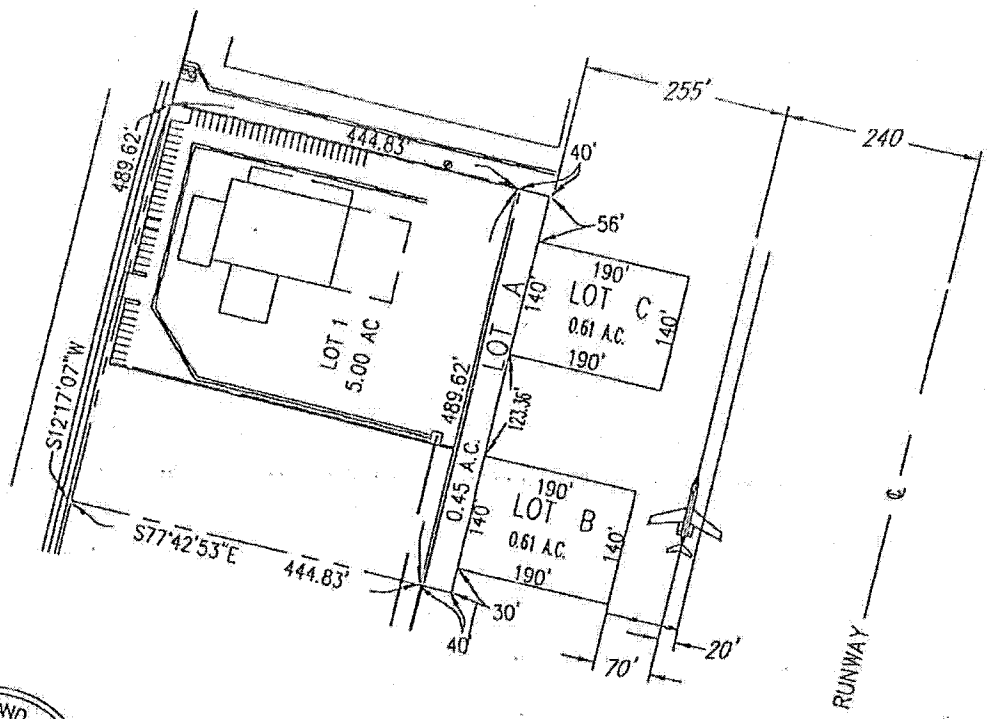 255'
240
489.62'
444.83'
40'
56'
190'
LOT C
0.61 A.C.
140'
140'
190'
LOT A
0.45 A.C.
LOT 1
5.00 AC
489.62'
123.36'
S12°17'07"W
190'
LOT B
0.61 A.C.
140'
140'
190'
S77°42'53"E
444.83'
30'
40'
20'
70'
RUNWAY
℄